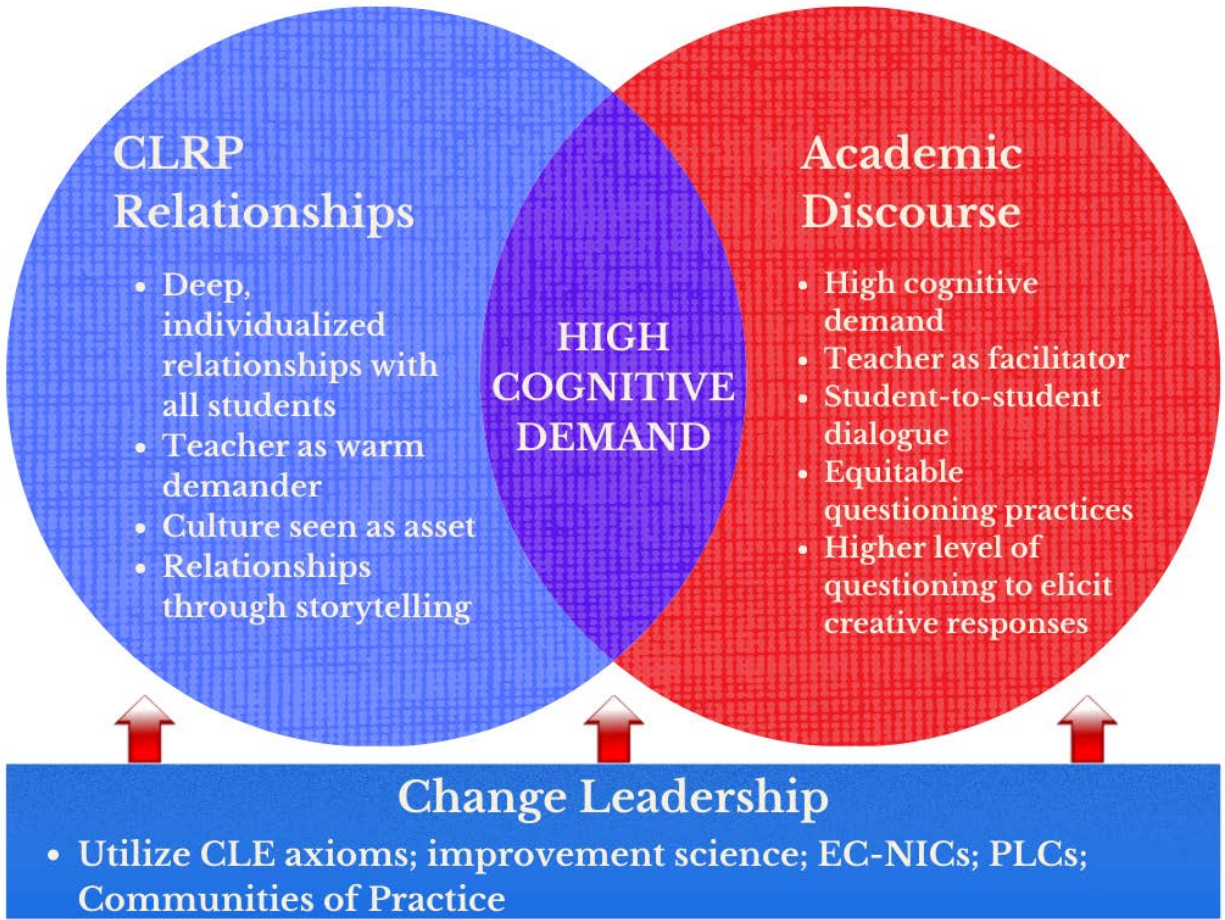 CLRP
Relationships
• Deep,
individualized
relationships with
all students
• Teacher as warm
demander
• Culture seen as asset
• Relationships
through storytelling
HIGH
COGNITIVE
DEMAND
Academic
Discourse
• High cognitive
demand
• Teacher as facilitator
• Student-to-student
dialogue
• Equitable
questioning practices
• Higher level of
questioning to elicit
creative responses
Change Leadership
• Utilize CLE axioms; improvement science; EC-NICs; PLCs;
Communities of Practice